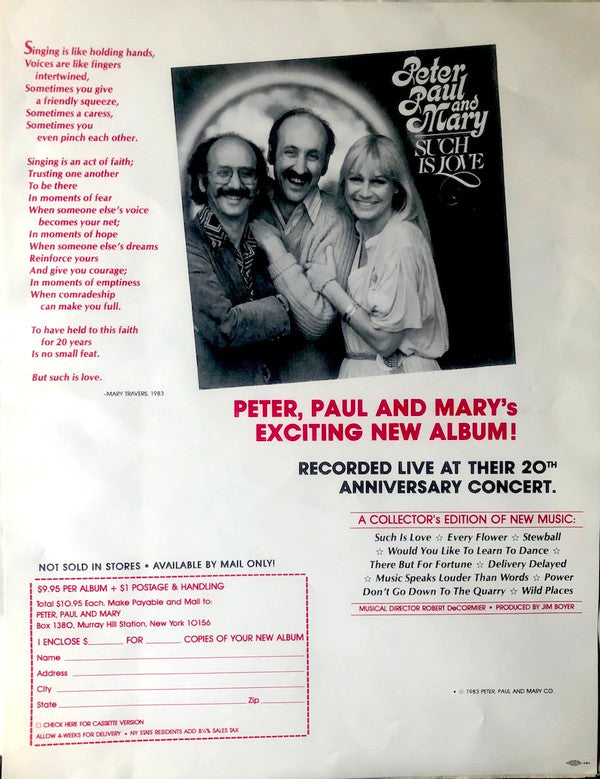 Singing is like holding hands,
Voices are like fingers
intertwined,
Sometimes you give
a friendly squeeze,
Sometimes a caress,
Sometimes you
even pinch each other.
Singing is an act of faith;
Trusting one another
To be there
In moments of fear
When someone else's voice
becomes your net;
In moments of hope
When someone else's dreams
Reinforce yours
And give you courage;
In moments of emptiness
When comradeship
can make you full.
To have held to this faith
for 20 years
Is no small feat.
But such is love.
–MARY TRAVERS, 1983
Peter
Paul
and
Mary
SUCH
IS LOVE
PETER, PAUL AND MARY's
EXCITING NEW ALBUM!
RECORDED LIVE AT THEIR 20TH
ANNIVERSARY CONCERT.
A COLLECTOR's EDITION OF NEW MUSIC:
Such Is Love ☆ Every Flower ☆ Stewball
☆ Would You Like To Learn To Dance ☆
There But For Fortune ☆ Delivery Delayed
☆ Music Speaks Louder Than Words ☆ Power
Don't Go Down To The Quarry ☆ Wild Places
MUSICAL DIRECTOR ROBERT DeCORMIER • PRODUCED BY JIM BOYER
NOT SOLD IN STORES • AVAILABLE BY MAIL ONLY!
$9.95 PER ALBUM + $1 POSTAGE & HANDLING
Total $10.95 Each. Make Payable and Mail to:
PETER, PAUL AND MARY
Box 1380, Murray Hill Station, New York 10156
I ENCLOSE $______ FOR ______ COPIES OF YOUR NEW ALBUM
Name
Address
City
State Zip
□ CHECK HERE FOR CASSETTE VERSION
ALLOW 4-WEEKS FOR DELIVERY • NY STATE RESIDENTS ADD 8¼% SALES TAX
• © 1983 PETER, PAUL AND MARY CO.